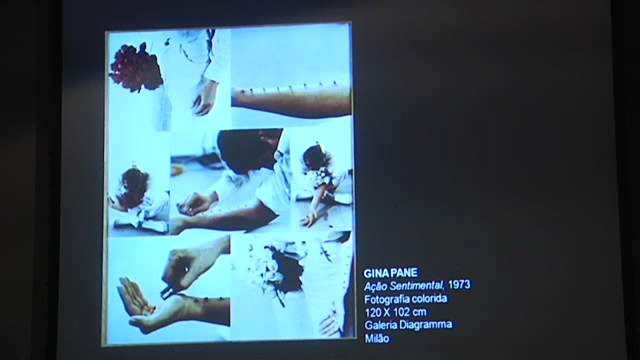 GINA PANE
Ação Sentimental, 1973
Fotografia colorida
120 X 102 cm
Galeria Diagramma
Milão